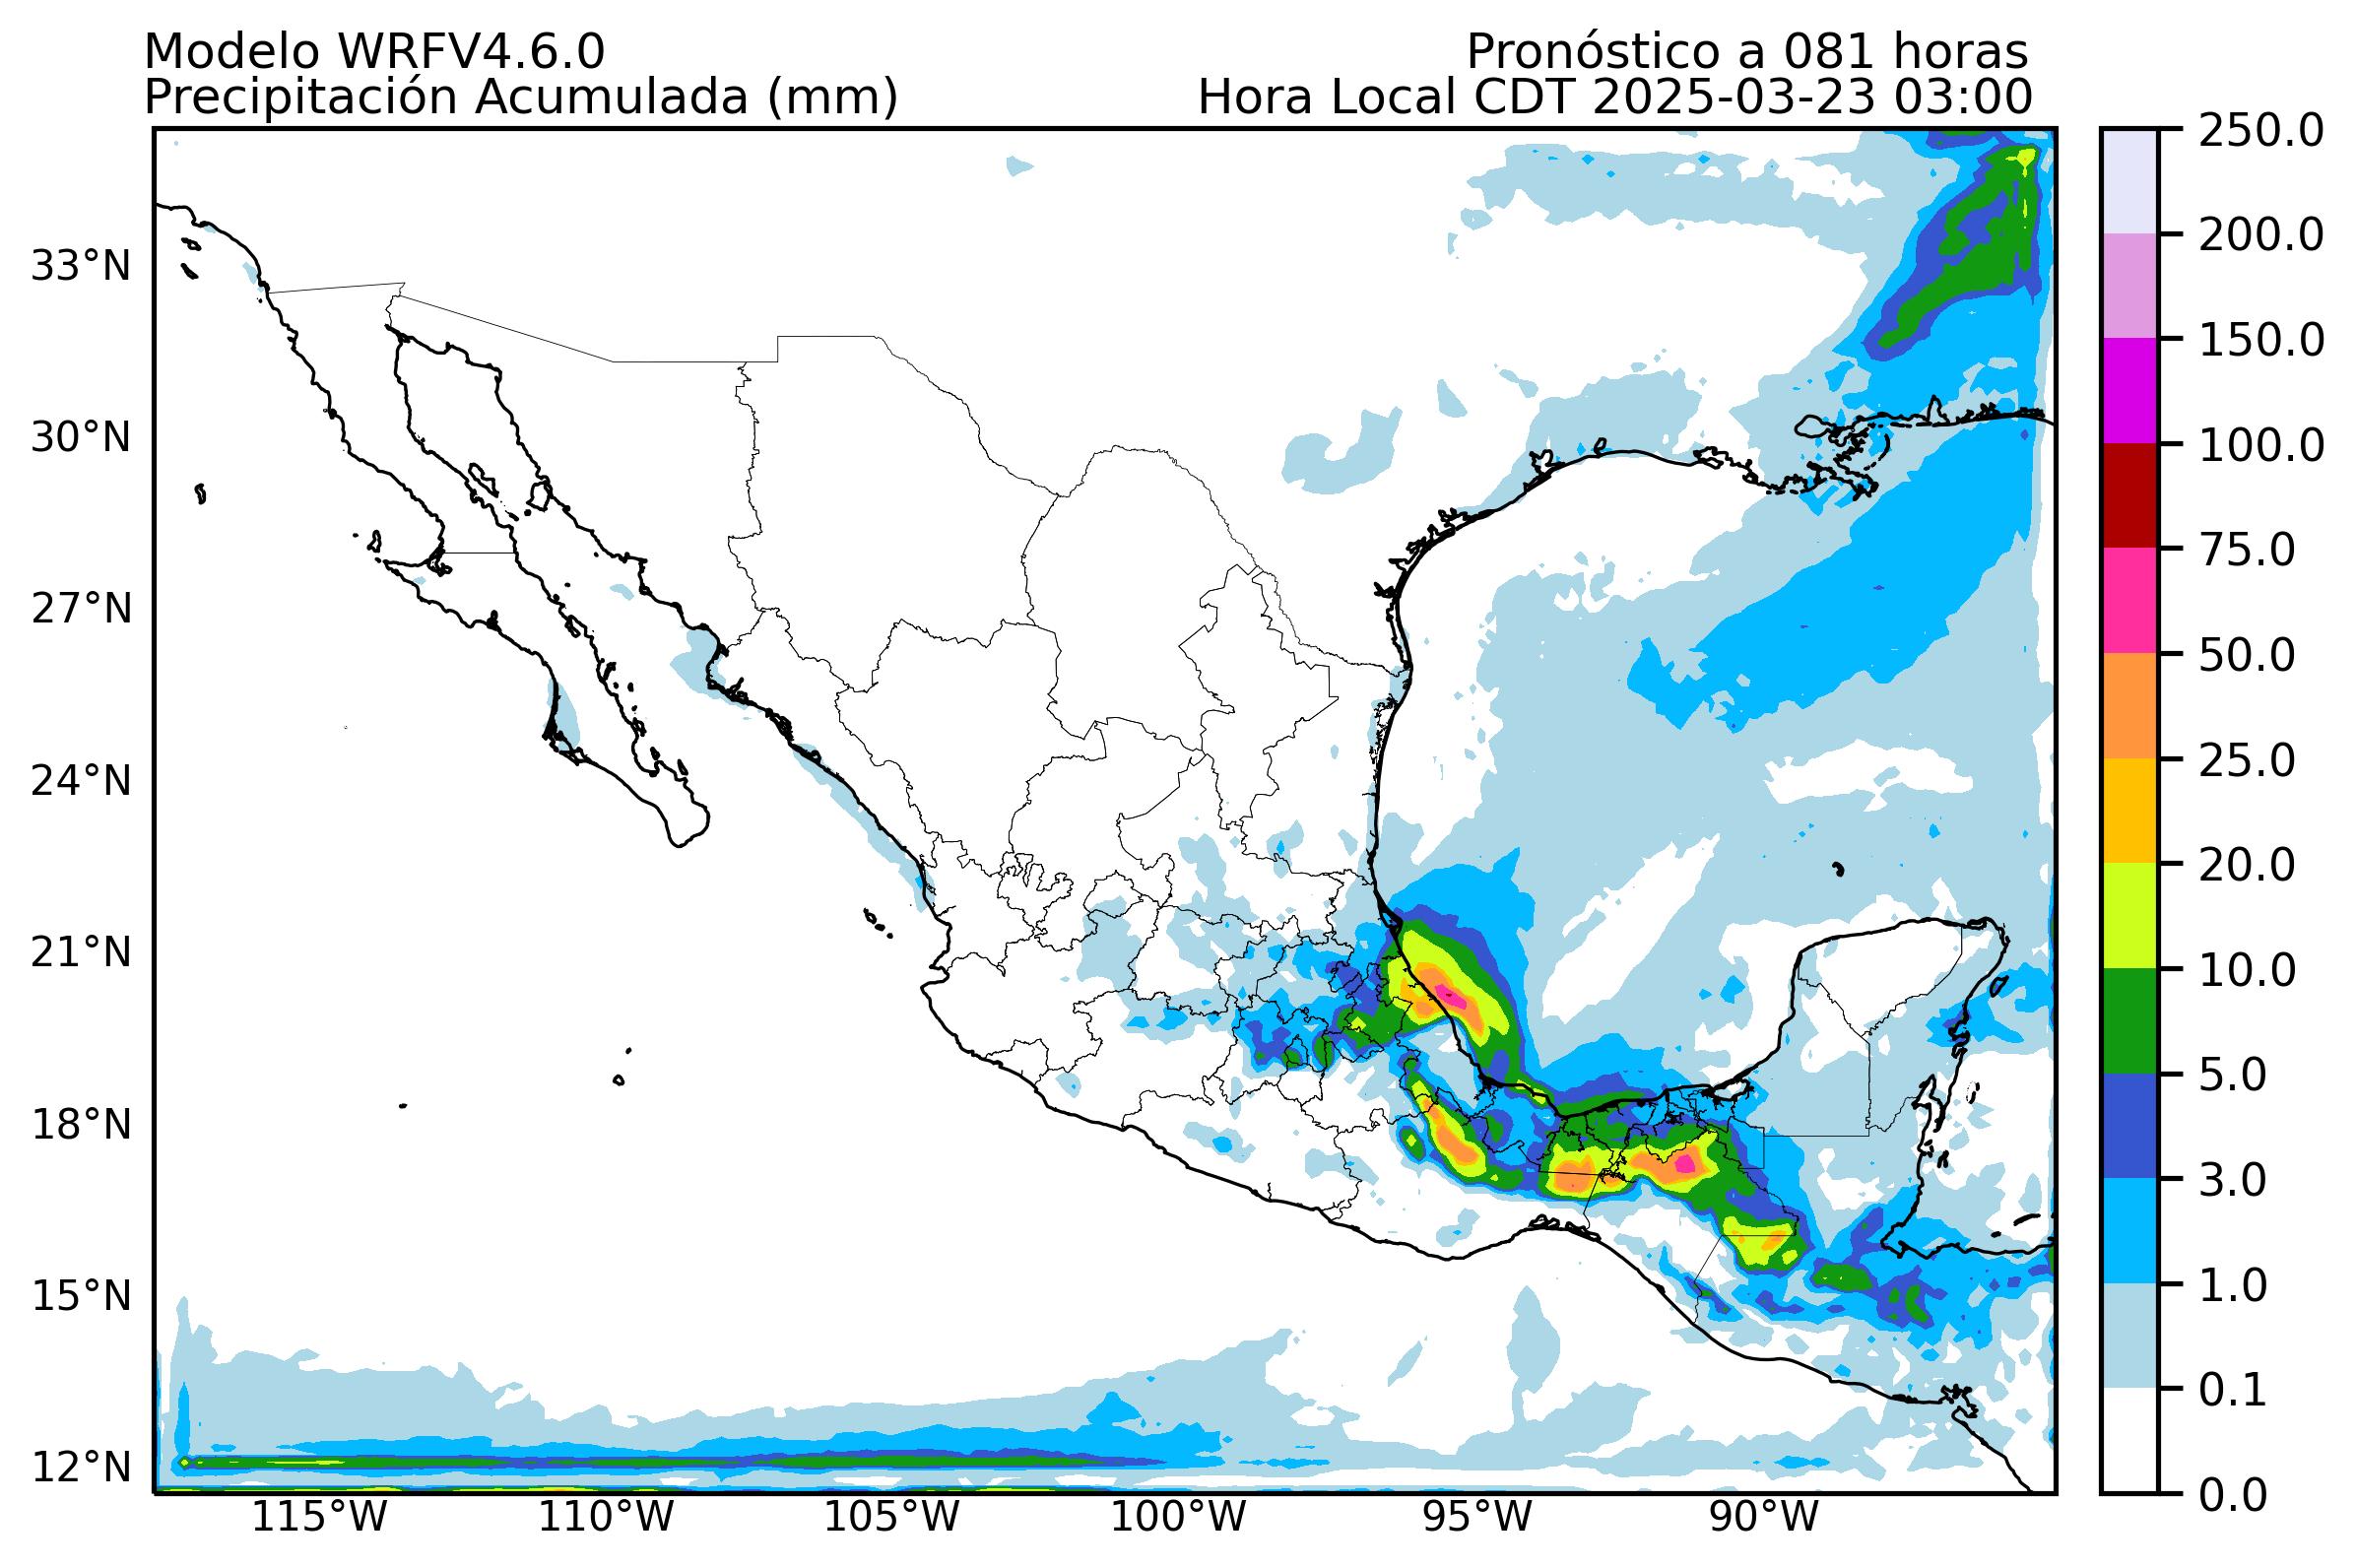 Modelo WRFV4.6.0
Pronóstico a 081 horas
Precipitación Acumulada (mm)
Hora Local CDT 2025-03-23 03:00
33°N
30°N
27°N
24°N
21°N
18°N
15°N
12°N
115°W
110°W
105°W
100°W
95°W
90°W
250.0
200.0
150.0
100.0
75.0
50.0
25.0
20.0
10.0
5.0
3.0
1.0
0.1
0.0